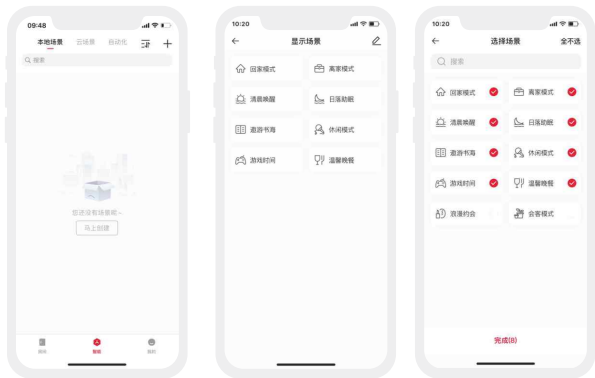 09:48
本地场景 云场景 自动化
搜索
您还没有场景呢~
马上创建
智能
10:20
显示场景
回家模式 离家模式
清晨唤醒 日落助眠
遨游书海 休闲模式
游戏时间 温馨晚餐
10:20
选择场景 全不选
搜索
回家模式 离家模式
清晨唤醒 日落助眠
遨游书海 休闲模式
游戏时间 温馨晚餐
浪漫约会 会客模式
完成(8)